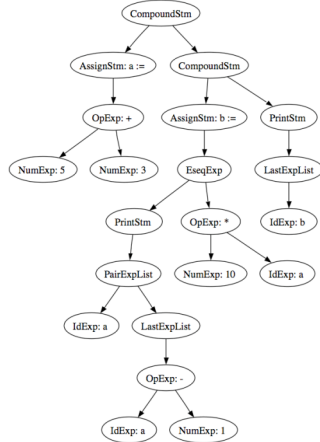 CompoundStm
AssignStm: a :=
CompoundStm
OpExp: +
AssignStm: b :=
PrintStm
NumExp: 5
NumExp: 3
EseqExp
LastExpList
PrintStm
OpExp: *
IdExp: b
PairExpList
NumExp: 10
IdExp: a
IdExp: a
LastExpList
OpExp: -
IdExp: a
NumExp: 1